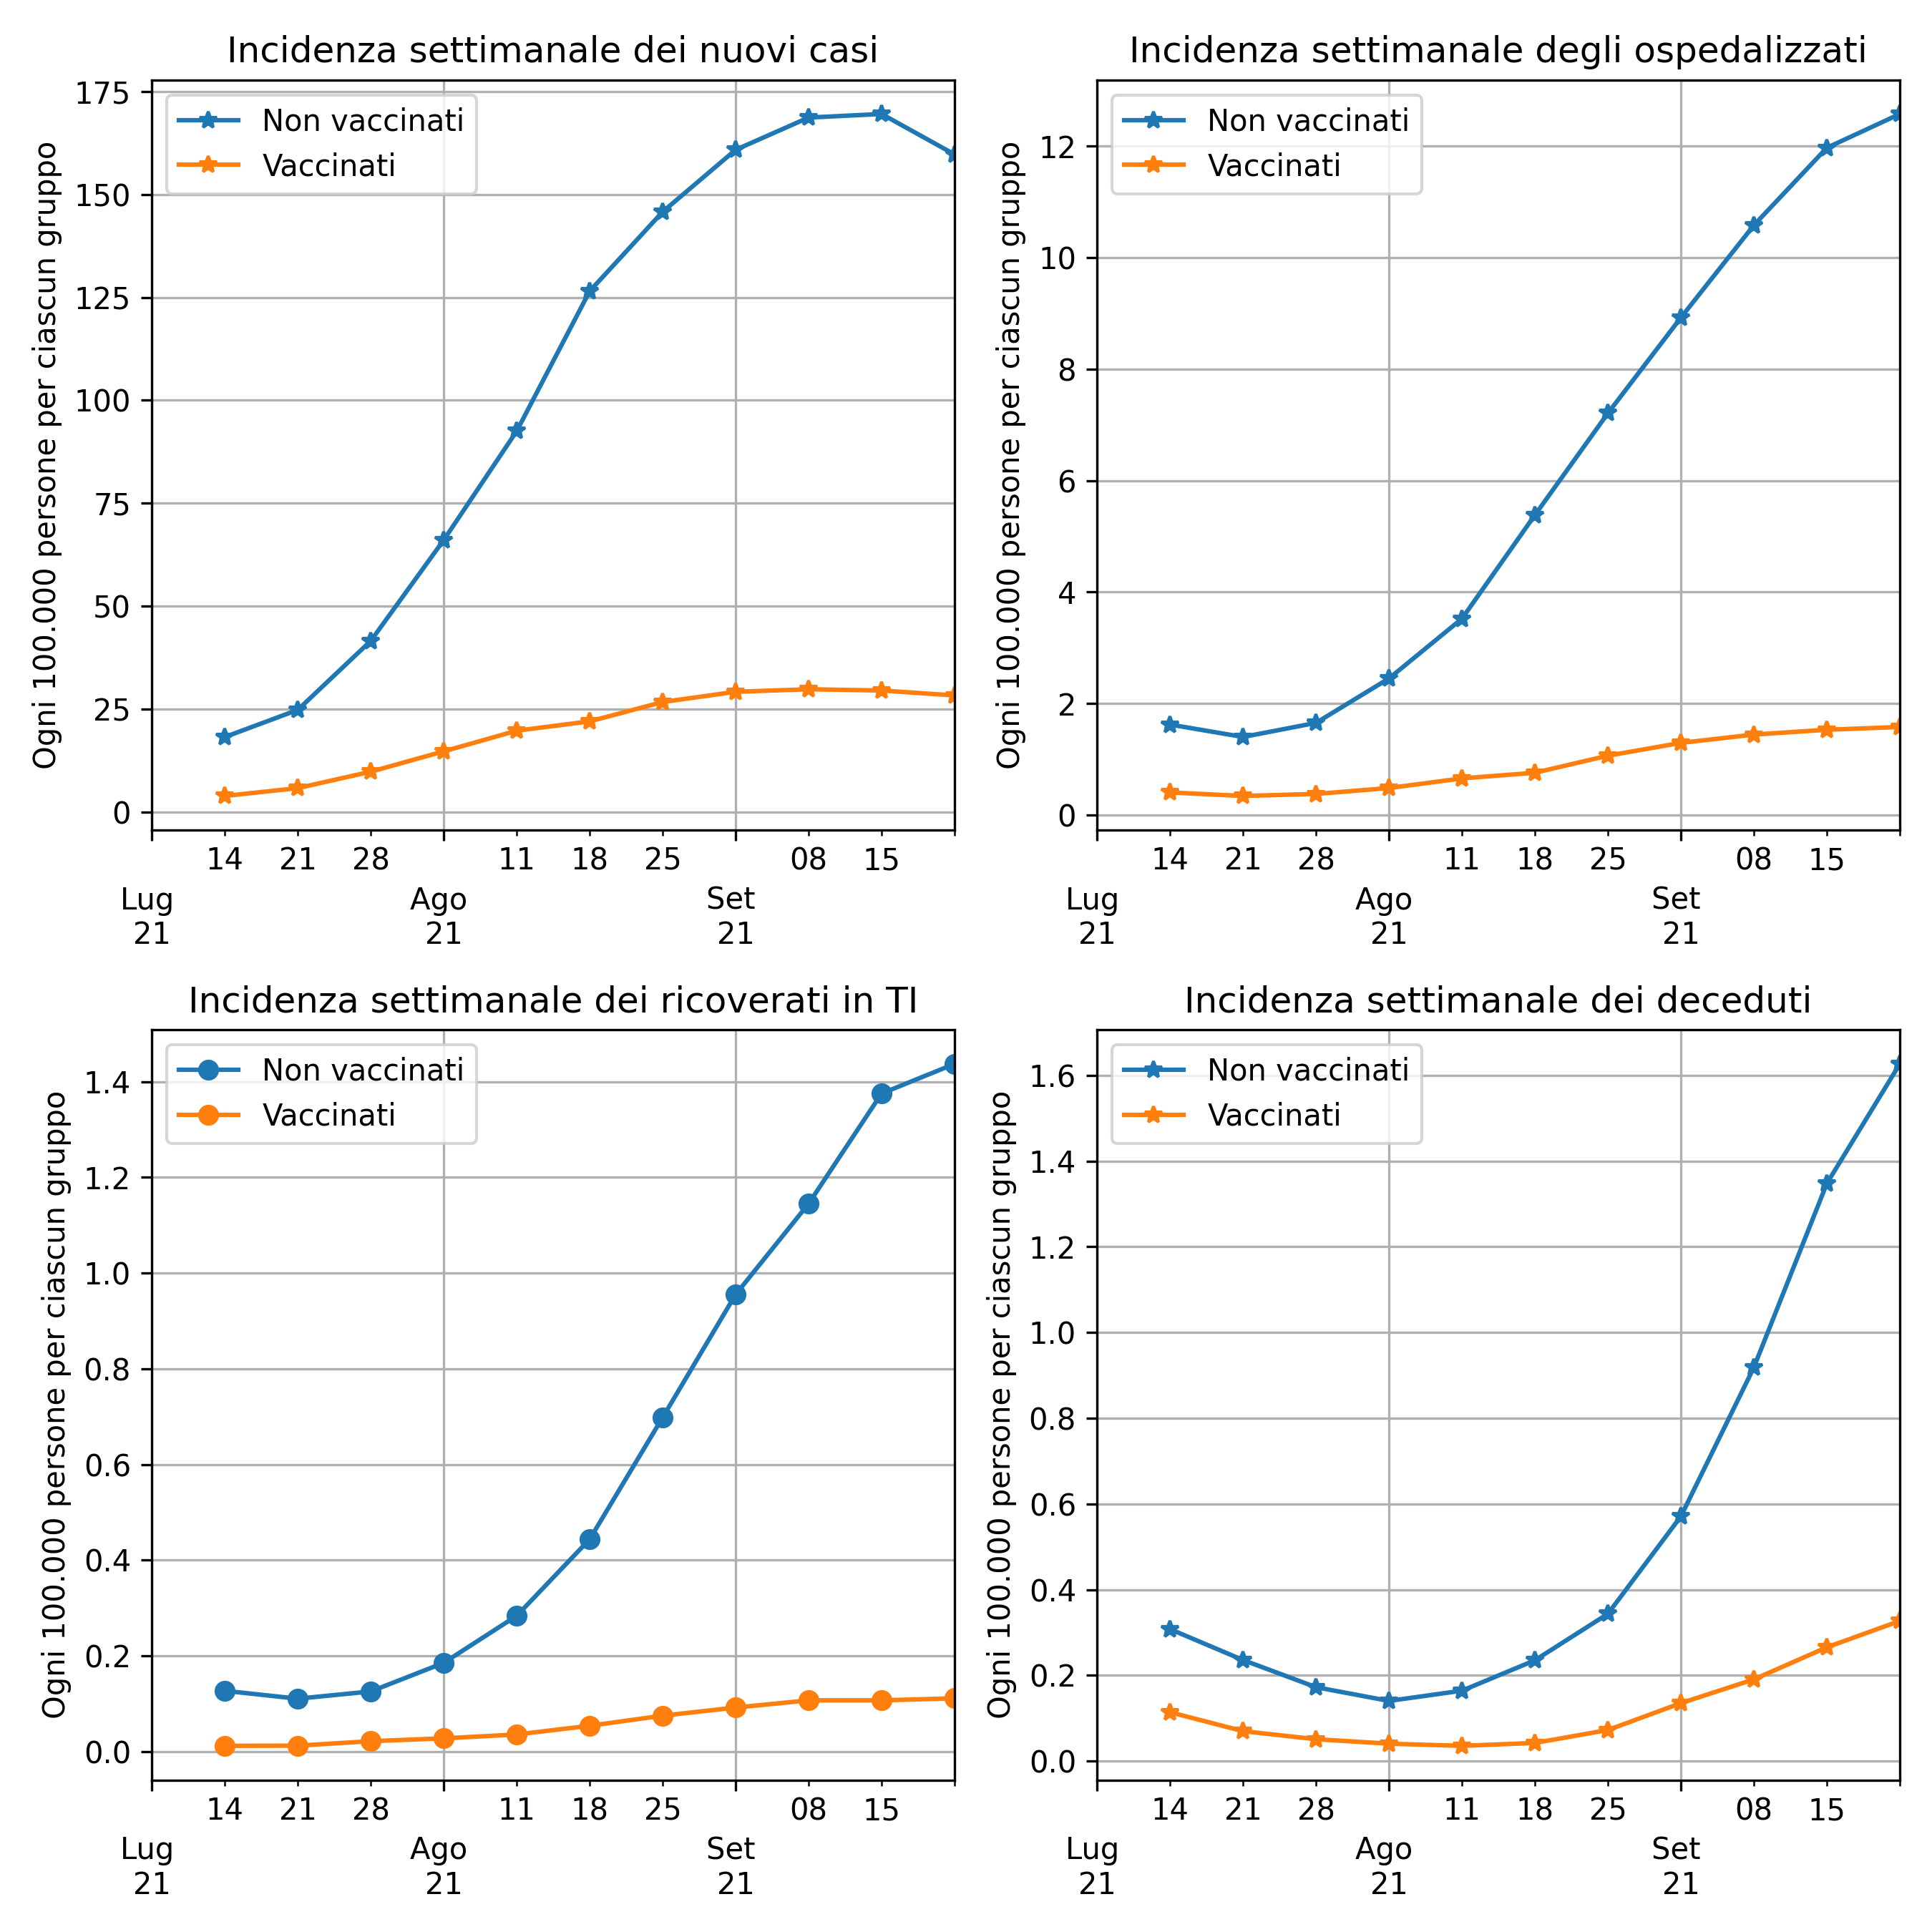 Incidenza settimanale dei nuovi casi
Ogni 100.000 persone per ciascun gruppo
175
150
125
100
75
50
25
0
Non vaccinati
Vaccinati
14 21 28 11 18 25 08 15
Lug Ago Set
21 21 21
Incidenza settimanale degli ospedalizzati
Ogni 100.000 persone per ciascun gruppo
12
10
8
6
4
2
0
Non vaccinati
Vaccinati
14 21 28 11 18 25 08 15
Lug Ago Set
21 21 21
Incidenza settimanale dei ricoverati in TI
Ogni 100.000 persone per ciascun gruppo
1.4
1.2
1.0
0.8
0.6
0.4
0.2
0.0
Non vaccinati
Vaccinati
14 21 28 11 18 25 08 15
Lug Ago Set
21 21 21
Incidenza settimanale dei deceduti
Ogni 100.000 persone per ciascun gruppo
1.6
1.4
1.2
1.0
0.8
0.6
0.4
0.2
0.0
Non vaccinati
Vaccinati
14 21 28 11 18 25 08 15
Lug Ago Set
21 21 21